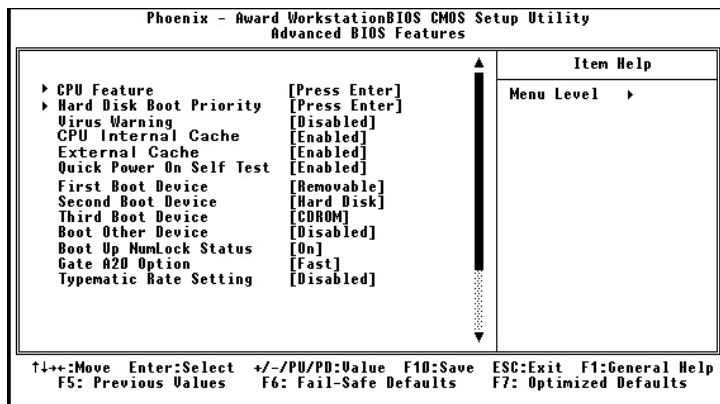 Phoenix - Award WorkstationBIOS CMOS Setup Utility
Advanced BIOS Features
Item Help
▶ CPU Feature [Press Enter]
Menu Level ▶
▶ Hard Disk Boot Priority [Press Enter]
Virus Warning [Disabled]
CPU Internal Cache [Enabled]
External Cache [Enabled]
Quick Power On Self Test [Enabled]
First Boot Device [Removable]
Second Boot Device [Hard Disk]
Third Boot Device [CDROM]
Boot Other Device [Disabled]
Boot Up NumLock Status [On]
Gate A20 Option [Fast]
Typematic Rate Setting [Disabled]
↑↓→←:Move Enter:Select +/-/PU/PD:Value F10:Save ESC:Exit F1:General Help
F5: Previous Values F6: Fail-Safe Defaults F7: Optimized Defaults